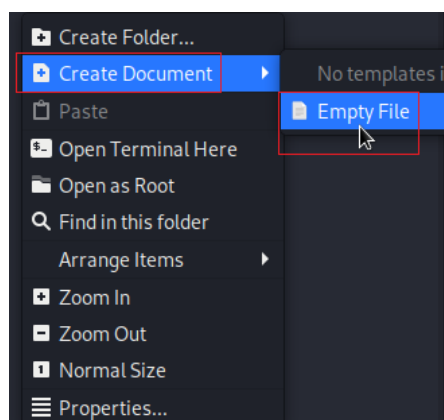 Create Folder...
Create Document
No templates i
Paste
Empty File
Open Terminal Here
Open as Root
Find in this folder
Arrange Items
Zoom In
Zoom Out
Normal Size
Properties...